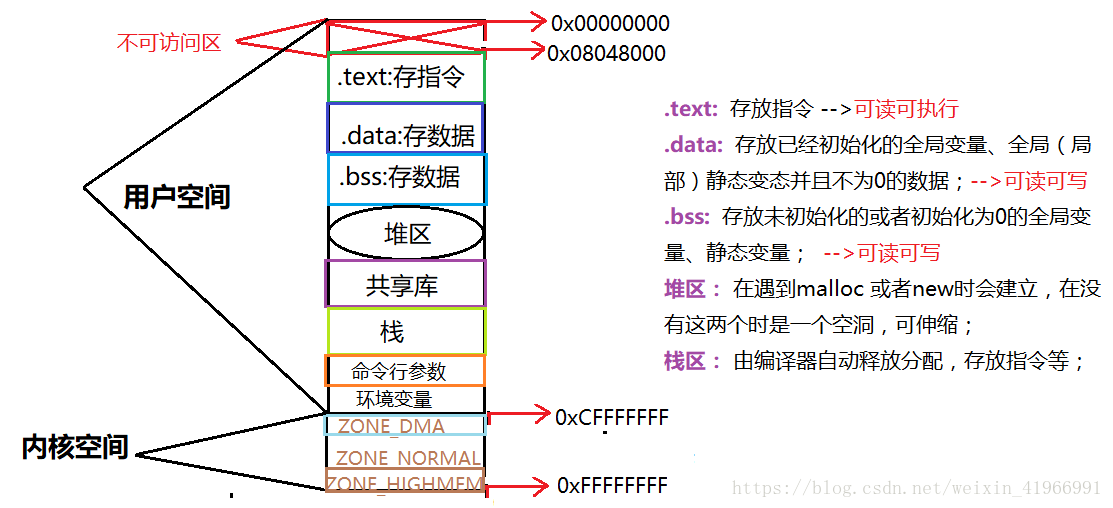 0x00000000
不可访问区
0x08048000
.text:存指令
.data:存数据
.bss:存数据
用户空间
堆区
共享库
栈
命令行参数
环境变量
0xCFFFFFFF
ZONE_DMA
内核空间
ZONE_NORMAL
ZONE_HIGHMEM
0xFFFFFFFF
.text: 存放指令 -->可读可执行
.data: 存放已经初始化的全局变量、全局（局
部）静态变态并且不为0的数据；-->可读可写
.bss: 存放未初始化的或者初始化为0的全局变
量、静态变量； -->可读可写
堆区： 在遇到malloc 或者new时会建立，在没
有这两个时是一个空洞，可伸缩；
栈区： 由编译器自动释放分配，存放指令等；
https://blog.csdn.net/weixin_41966991